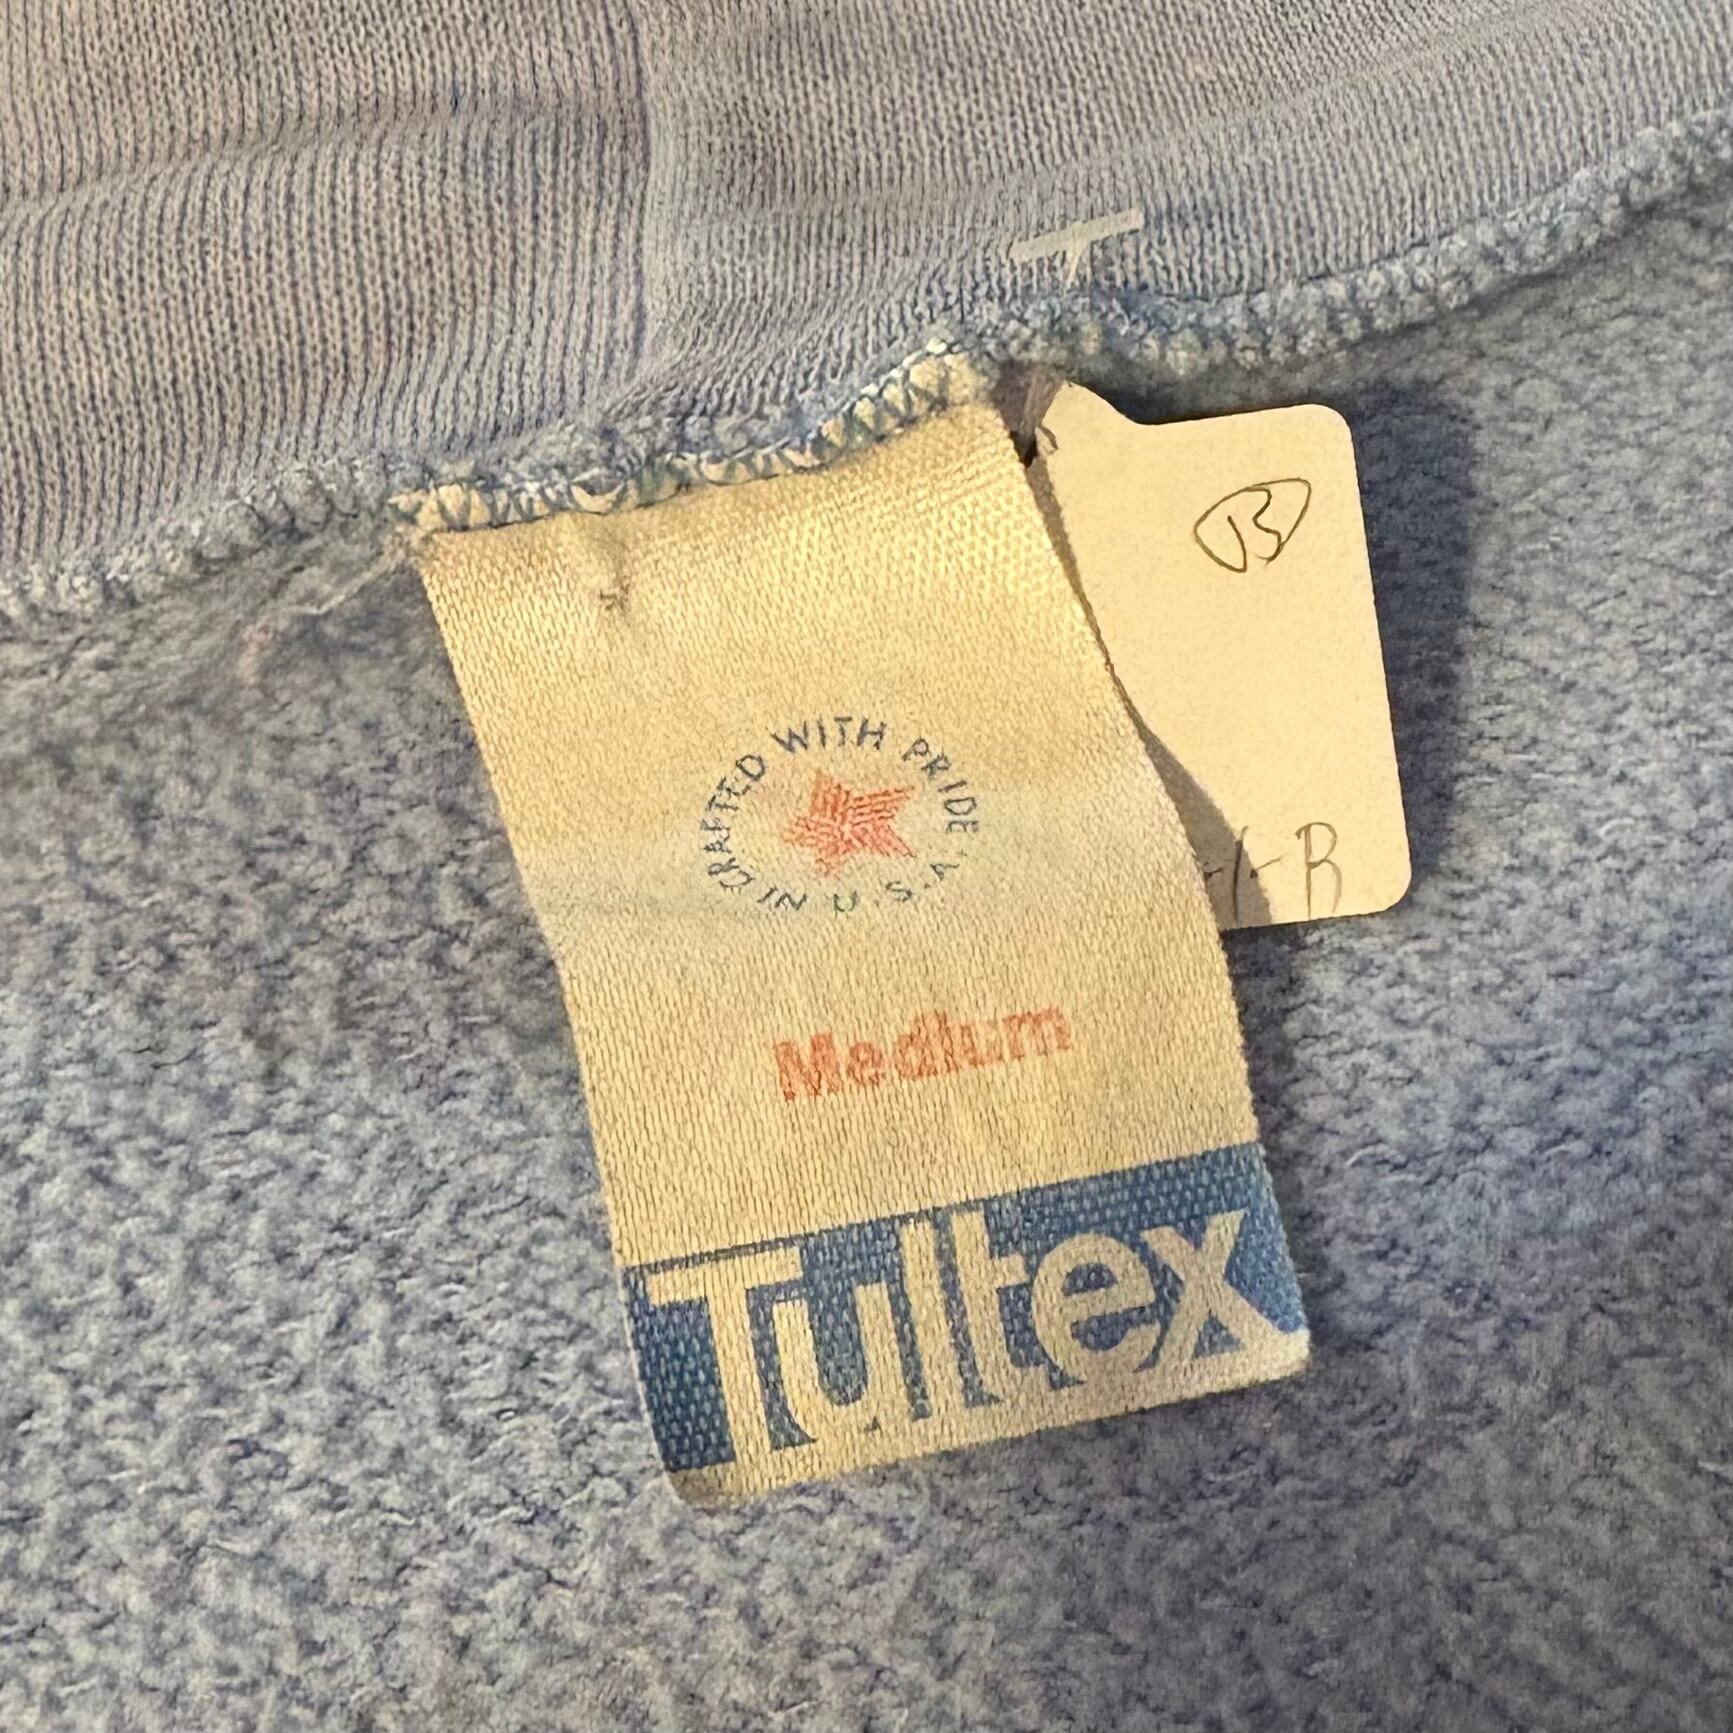 B
CRAFTED WITH PRIDE
IN U.S.A.
B
Medium
Tultex